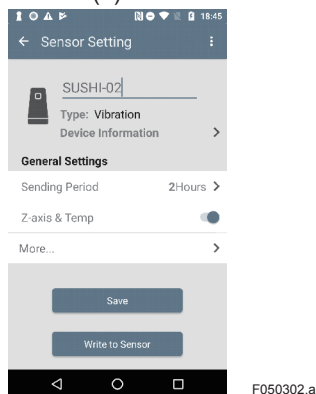 18:45
Sensor Setting
SUSHI-02
Type: Vibration
Device Information
General Settings
Sending Period 2Hours
Z-axis & Temp
More...
Save
Write to Sensor
F050302.a